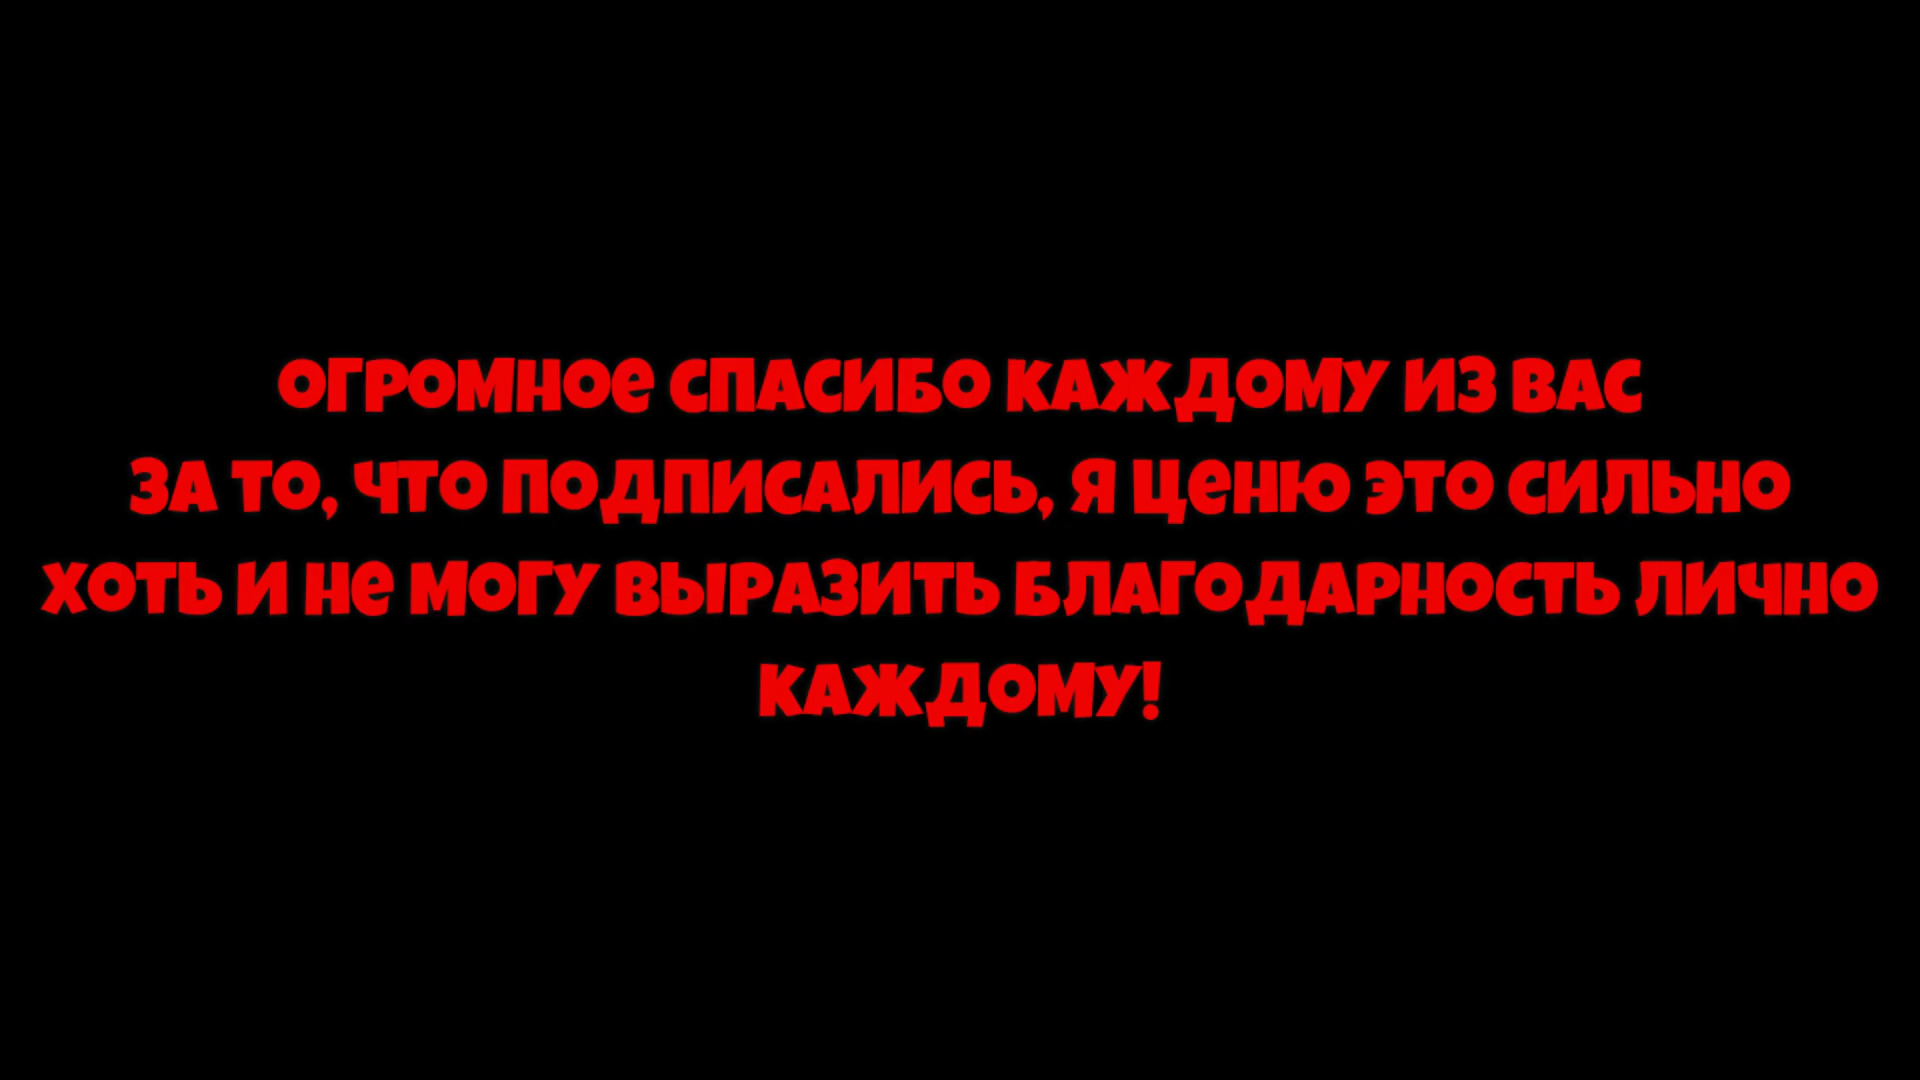 ОГРОМНОЕ СПАСИБО КАЖДОМУ ИЗ ВАС
ЗА ТО, ЧТО ПОДПИСАЛИСЬ, Я ЦЕНЮ ЭТО СИЛЬНО
ХОТЬ И НЕ МОГУ ВЫРАЗИТЬ БЛАГОДАРНОСТЬ ЛИЧНО
КАЖДОМУ!